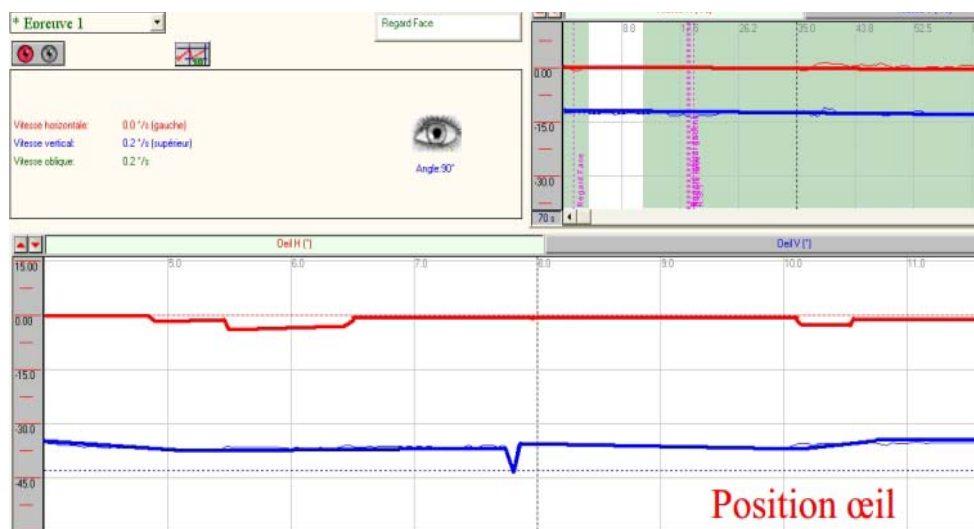 * Epreuve 1
Regard Face
Vitesse horizontale: 0.0 °/s (gauche)
Vitesse vertical: 0.2 °/s (supérieur)
Vitesse oblique: 0.2 °/s
Angle:90°
8.0 35.0 43.8 52.5
26.2
0.00
-15.0
-30.0
Regard Face
70 s
Oeil H (°) Oeil V (°)
15.00
5.0 6.0 7.0 8.0 9.0 10.0 11.0
0.00
-15.0
-30.0
-45.0
Position œil